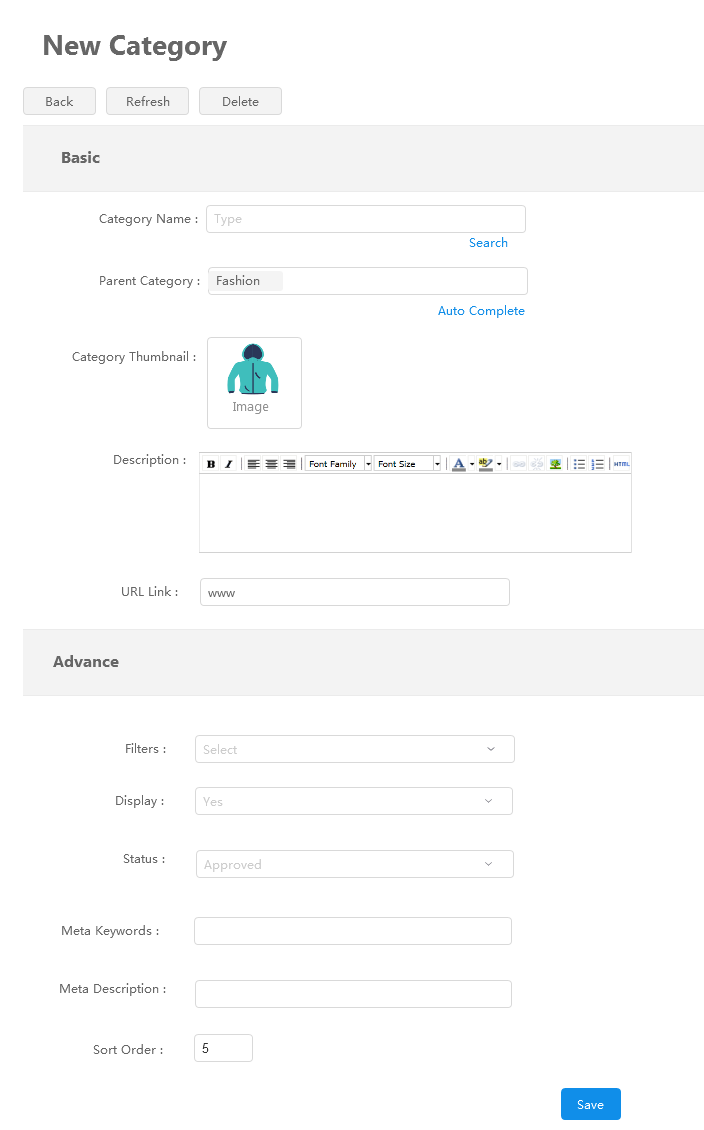 New Category
Back Refresh Delete
Basic
Category Name : Type
Search
Parent Category : Fashion
Auto Complete
Category Thumbnail :
Image
Description : B I Font Family Font Size A ab HTML
URL Link : www
Advance
Filters : Select
Display : Yes
Status : Approved
Meta Keywords :
Meta Description :
Sort Order : 5
Save